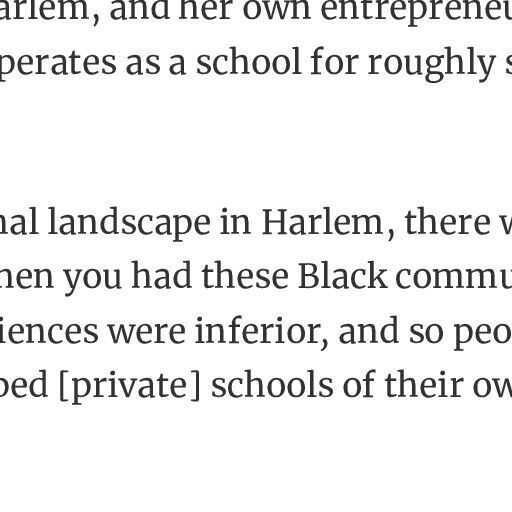 arlem, and her own entrepreneu
perates as a school for roughly s
nal landscape in Harlem, there w
hen you had these Black commu
iences were inferior, and so peo
ped [private] schools of their ow